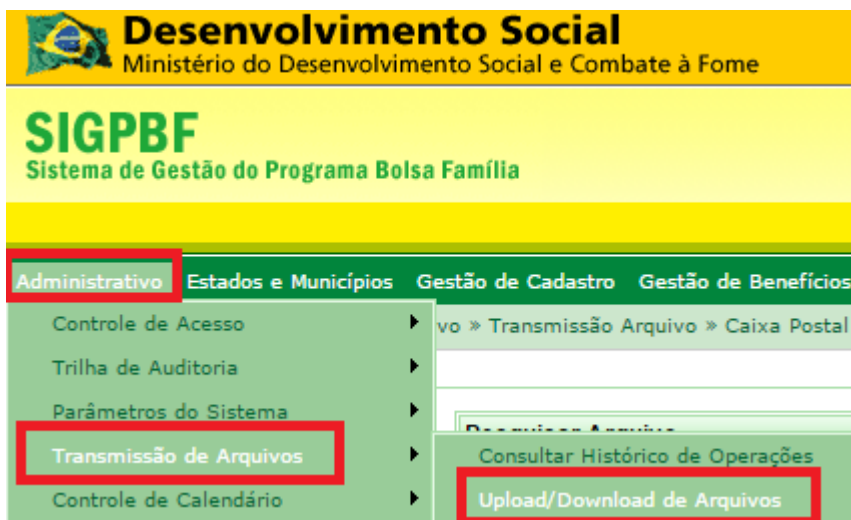 Desenvolvimento Social
Ministério do Desenvolvimento Social e Combate à Fome
SIGPBF
Sistema de Gestão do Programa Bolsa Família
Administrativo Estados e Municípios Gestão de Cadastro Gestão de Benefícios
Controle de Acesso
vo » Transmissão Arquivo » Caixa Postal
Trilha de Auditoria
Parâmetros do Sistema
Transmissão de Arquivos
Consultar Histórico de Operações
Controle de Calendário
Upload/Download de Arquivos